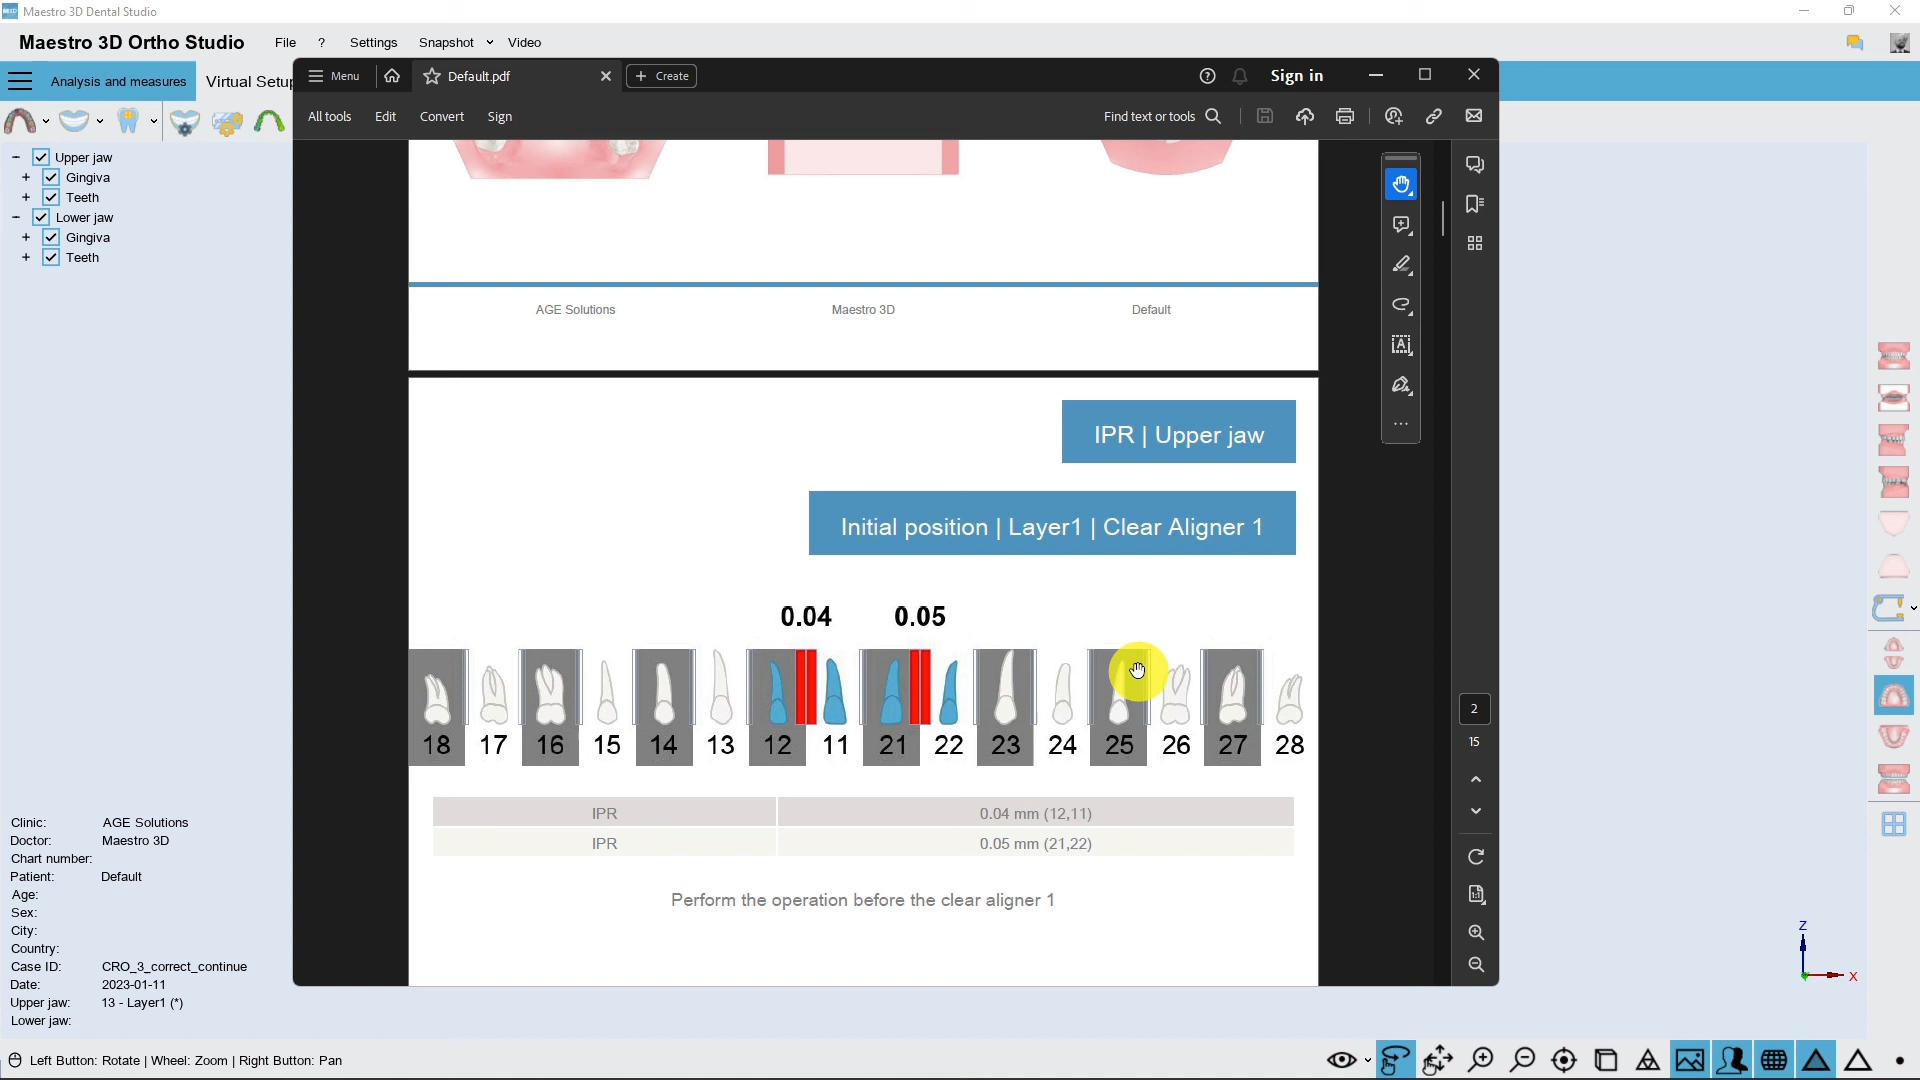 Maestro 3D Dental Studio
Maestro 3D Ortho Studio File ? Settings Snapshot Video
Analysis and measures Virtual Setup
Menu Default.pdf + Create Sign in
All tools Edit Convert Sign Find text or tools
Upper jaw
Gingiva
Teeth
Lower jaw
Gingiva
Teeth
AGE Solutions Maestro 3D Default
IPR | Upper jaw
Initial position | Layer1 | Clear Aligner 1
0.04 0.05
18 17 16 15 14 13 12 11 21 22 23 24 25 26 27 28
IPR 0.04 mm (12,11)
IPR 0.05 mm (21,22)
Perform the operation before the clear aligner 1
2
15
Clinic: AGE Solutions
Doctor: Maestro 3D
Chart number:
Patient: Default
Age:
Sex:
City:
Country:
Case ID: CRO_3_correct_continue
Date: 2023-01-11
Upper jaw: 13 - Layer1 (*)
Lower jaw:
Z
X
Left Button: Rotate | Wheel: Zoom | Right Button: Pan